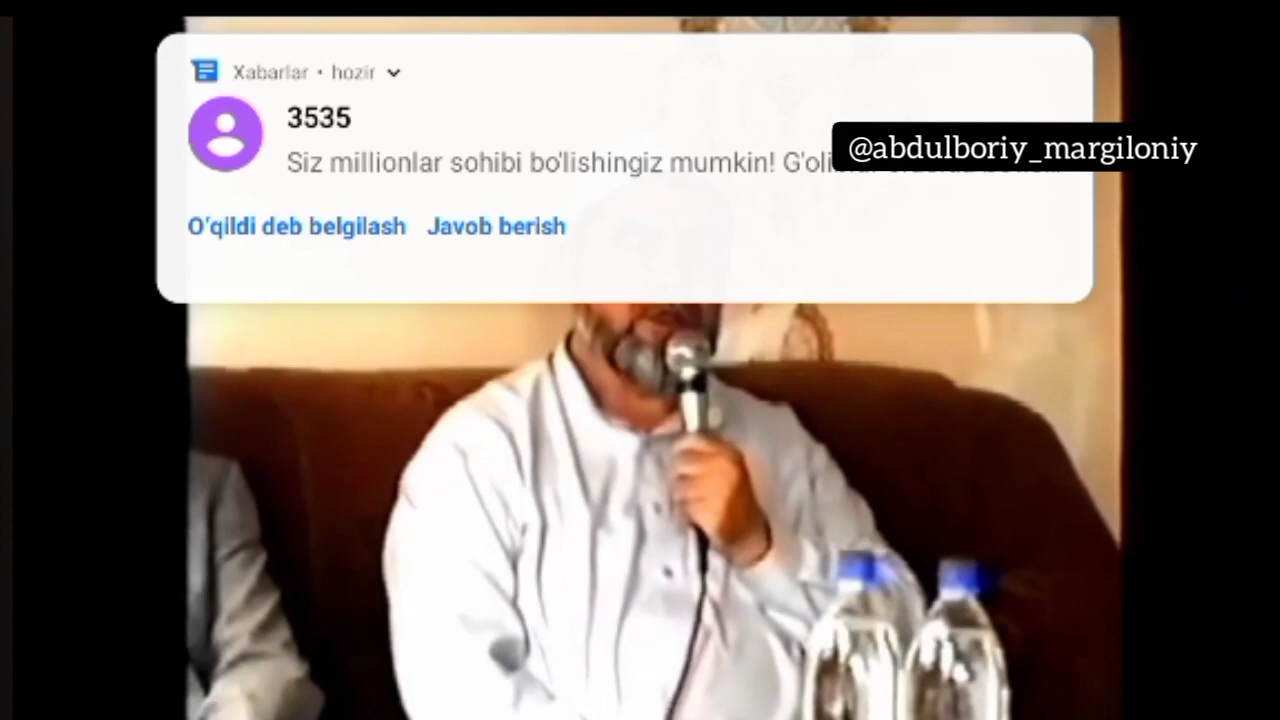 Xabarlar • hozir
3535
Siz millionlar sohibi bo'lishingiz mumkin!
@abdulboriy_margiloniy
O'qildi deb belgilash Javob berish